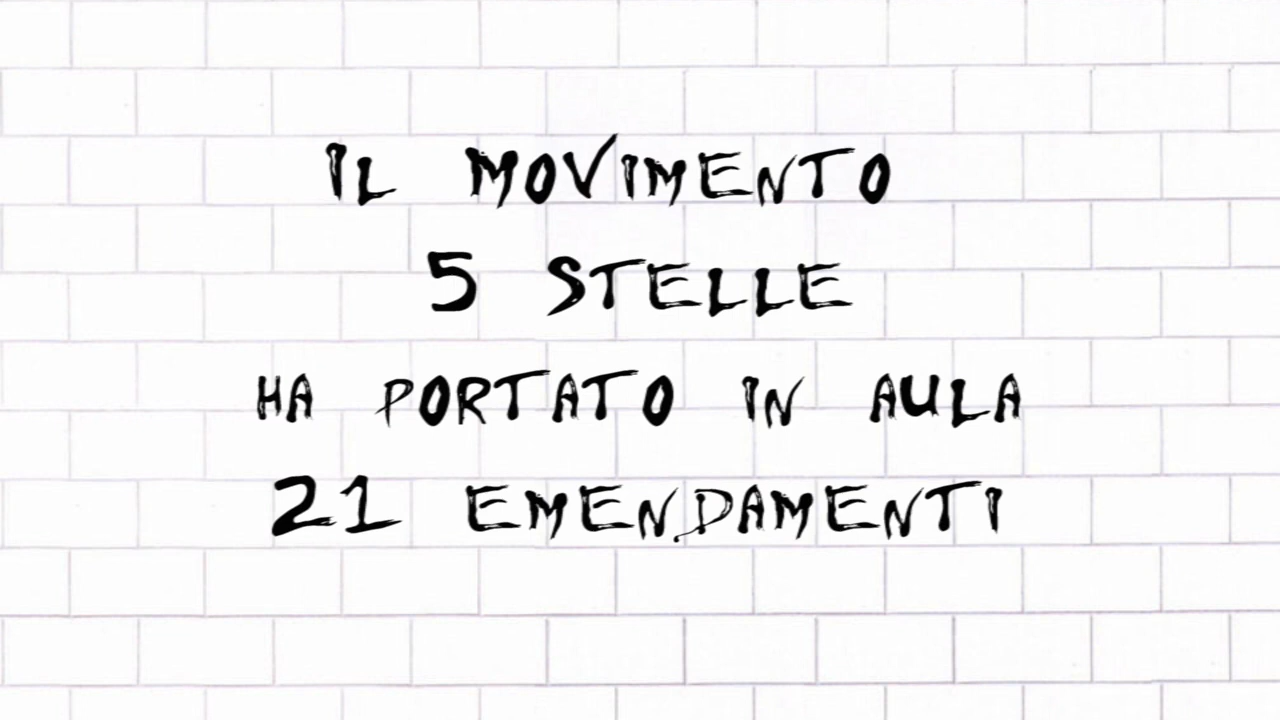 IL MOVIMENTO
5 STELLE
HA PORTATO IN AULA
21 EMENDAMENTI